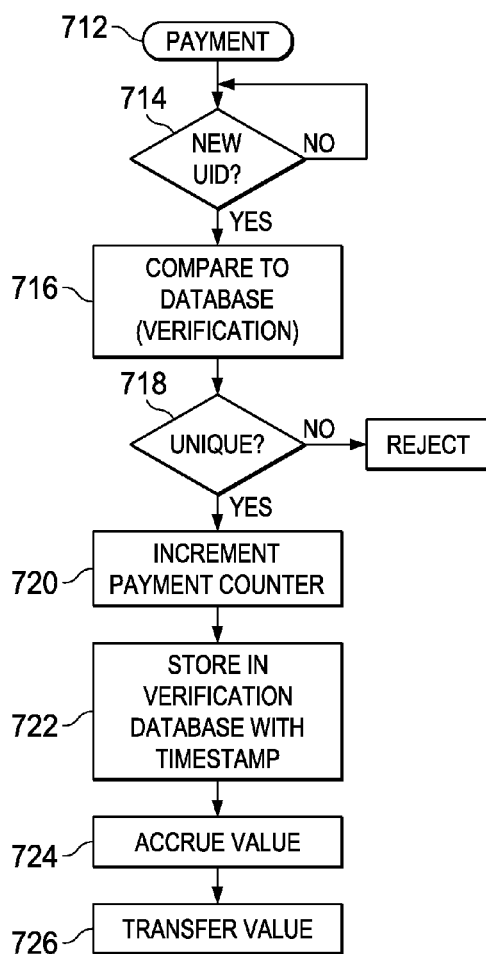 712
PAYMENT
714
NEW
UID?
NO
YES
716
COMPARE TO
DATABASE
(VERIFICATION)
718
UNIQUE?
NO
REJECT
YES
720
INCREMENT
PAYMENT COUNTER
722
STORE IN
VERIFICATION
DATABASE WITH
TIMESTAMP
724
ACCRUE VALUE
726
TRANSFER VALUE